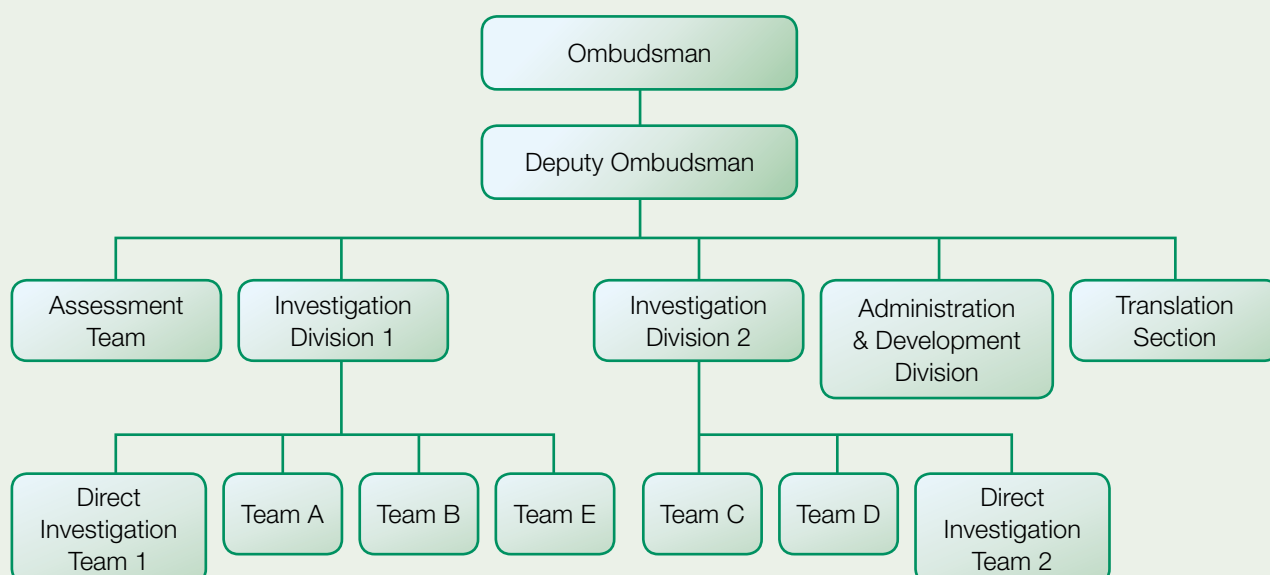 Ombudsman
Deputy Ombudsman
Assessment
Team
Investigation
Division 1
Investigation
Division 2
Administration
& Development
Division
Translation
Section
Direct
Investigation
Team 1
Team A
Team B
Team E
Team C
Team D
Direct
Investigation
Team 2